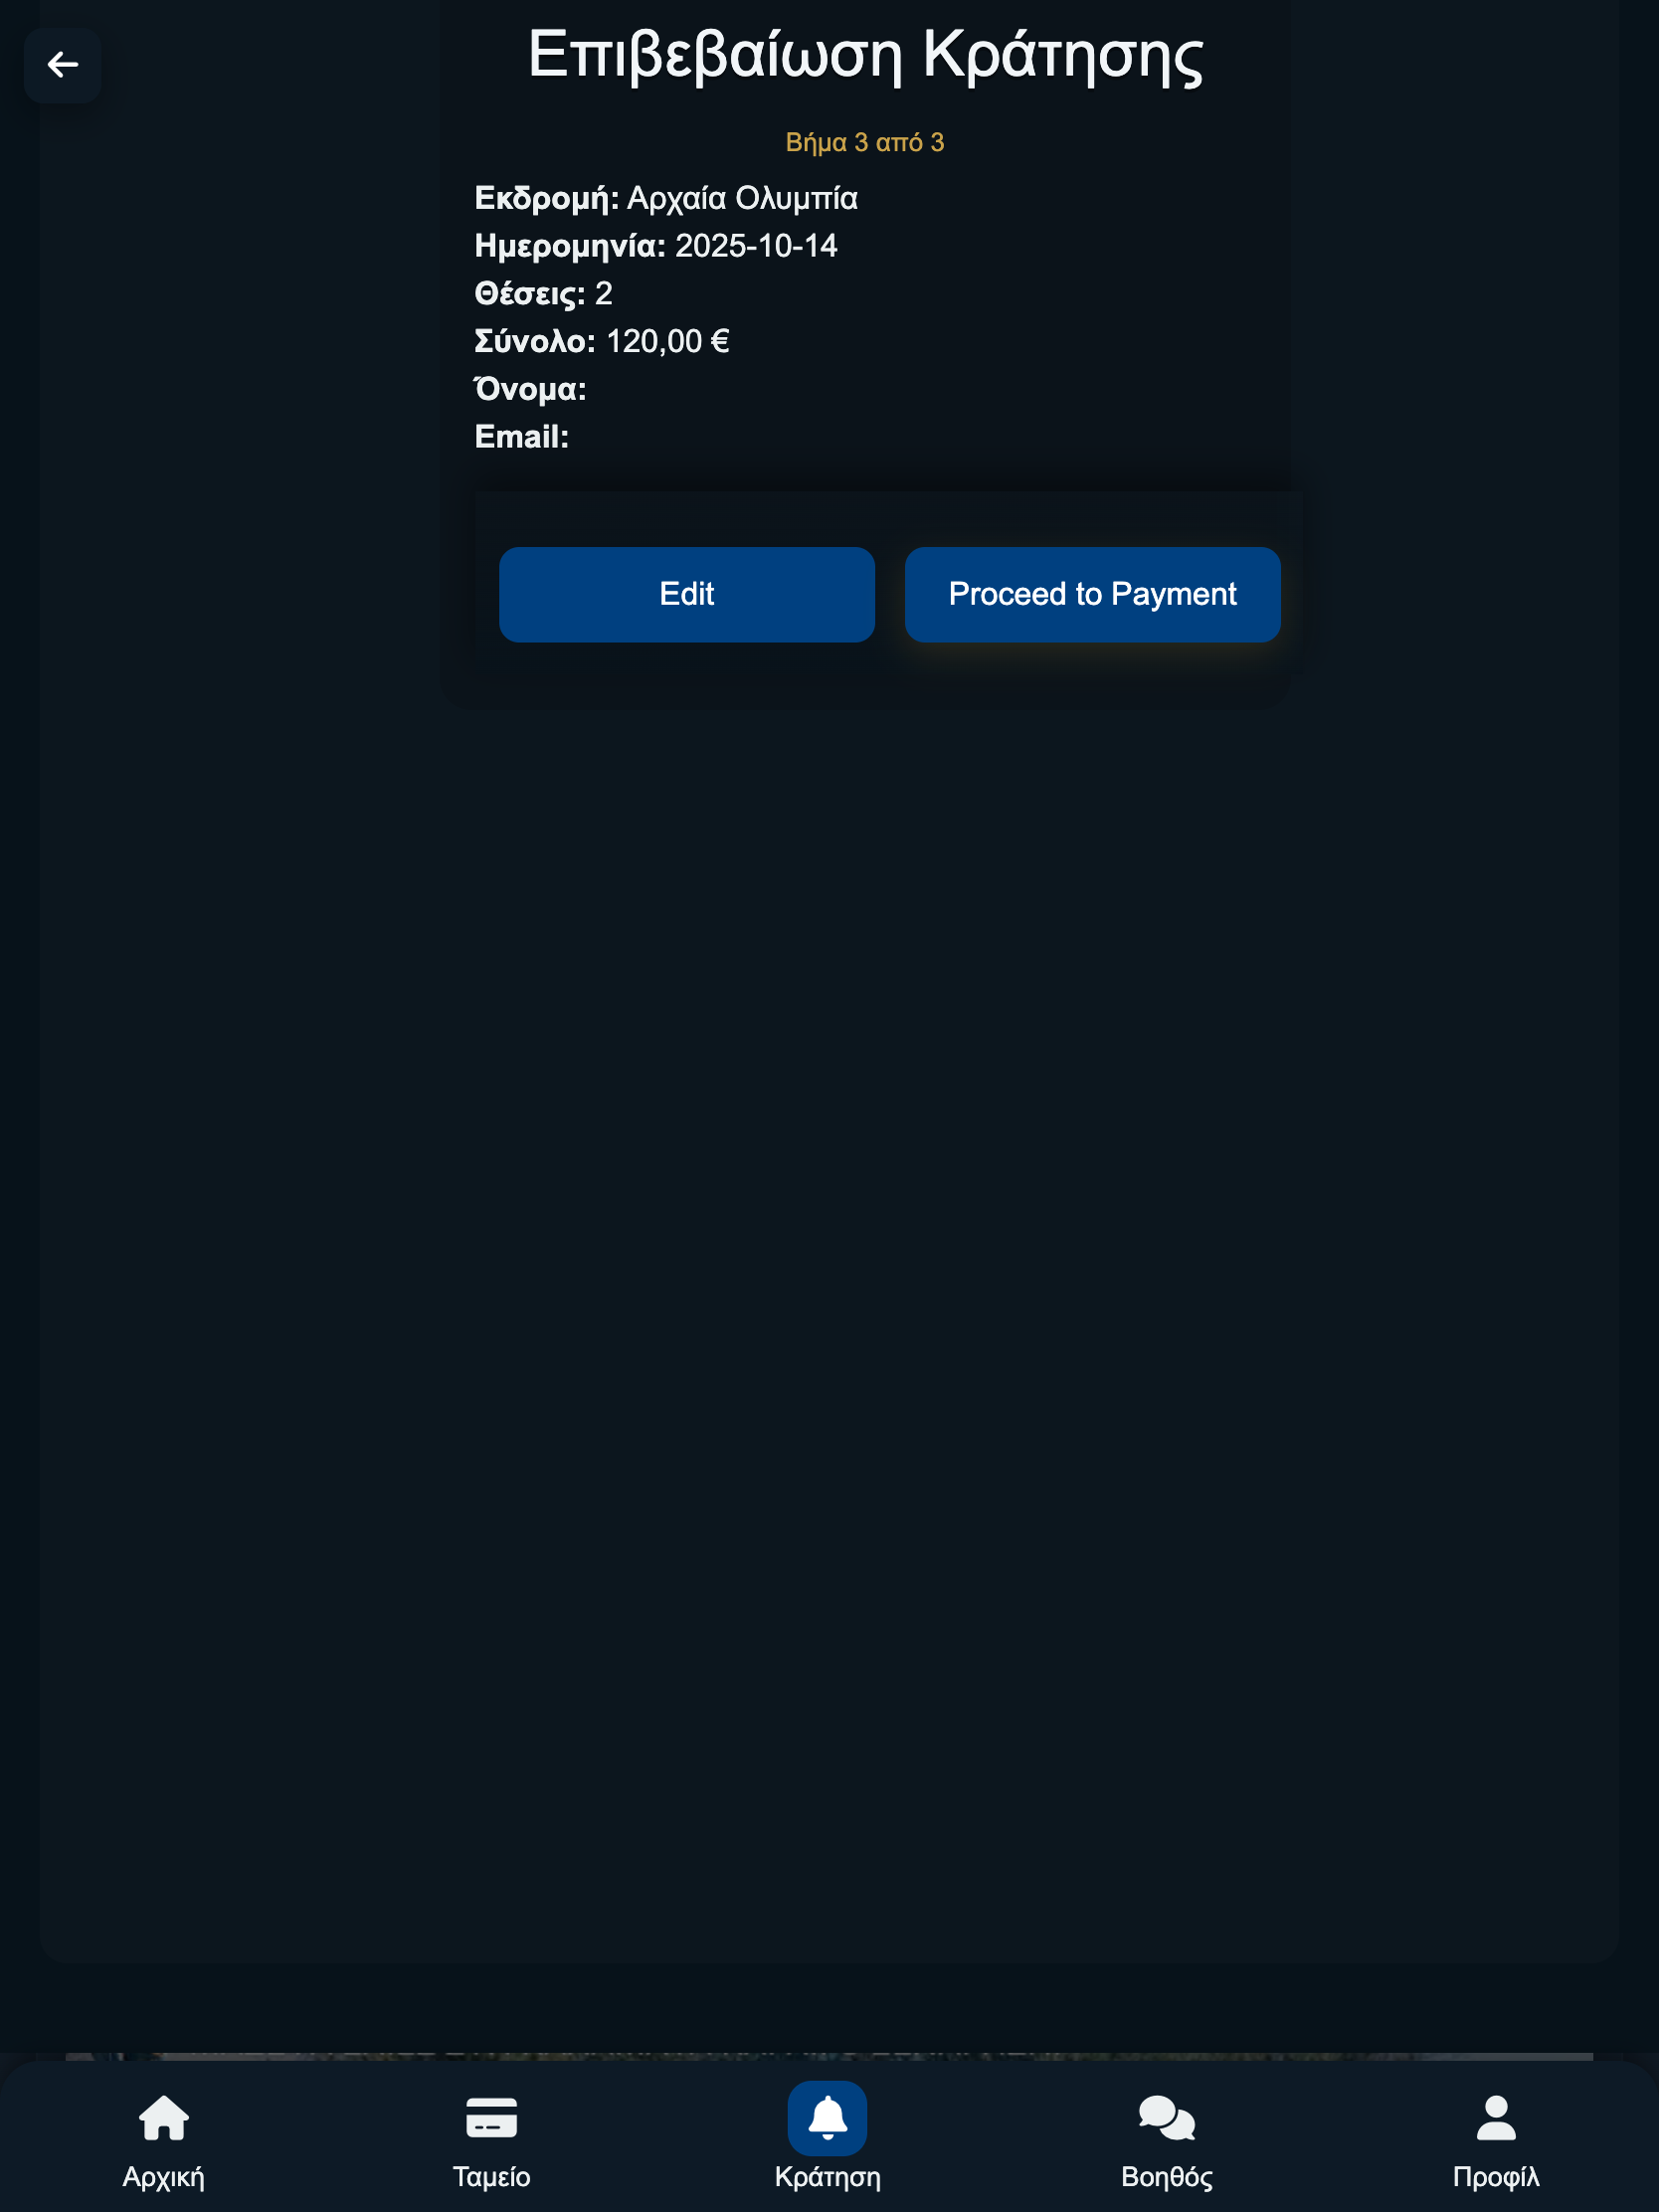 Επιβεβαίωση Κράτησης
Βήμα 3 από 3
Εκδρομή: Αρχαία Ολυμπία
Ημερομηνία: 2025-10-14
Θέσεις: 2
Σύνολο: 120,00 €
Όνομα:
Email:
Edit
Proceed to Payment
Αρχική
Ταμείο
Κράτηση
Βοηθός
Προφίλ